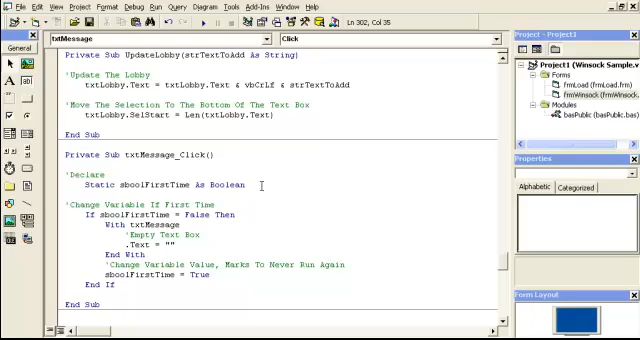 File Edit View Project Format Debug Run Query Diagram Tools Add-Ins Window Help
Ln 302, Col 35
General
txtMessage
Click
Private Sub UpdateLobby(strTextToAdd As String)
'Update The Lobby
txtLobby.Text = txtLobby.Text & vbCrLf & strTextToAdd
'Move The Selection To The Bottom Of The Text Box
txtLobby.SelStart = Len(txtLobby.Text)
End Sub
Private Sub txtMessage_Click()
'Declare
Static sboolFirstTime As Boolean
'Change Variable If First Time
If sboolFirstTime = False Then
With txtMessage
'Empty Text Box
.Text = ""
End With
'Change Variable Value, Marks To Never Run Again
sboolFirstTime = True
End If
End Sub
Project - Project1
Project1 (Winsock Sample.v
Forms
frmLoad (frmLoad.frm)
frmWinsock (frmWinsock.
Modules
basPublic (basPublic.bas)
Properties
Alphabetic Categorized
Form Layout